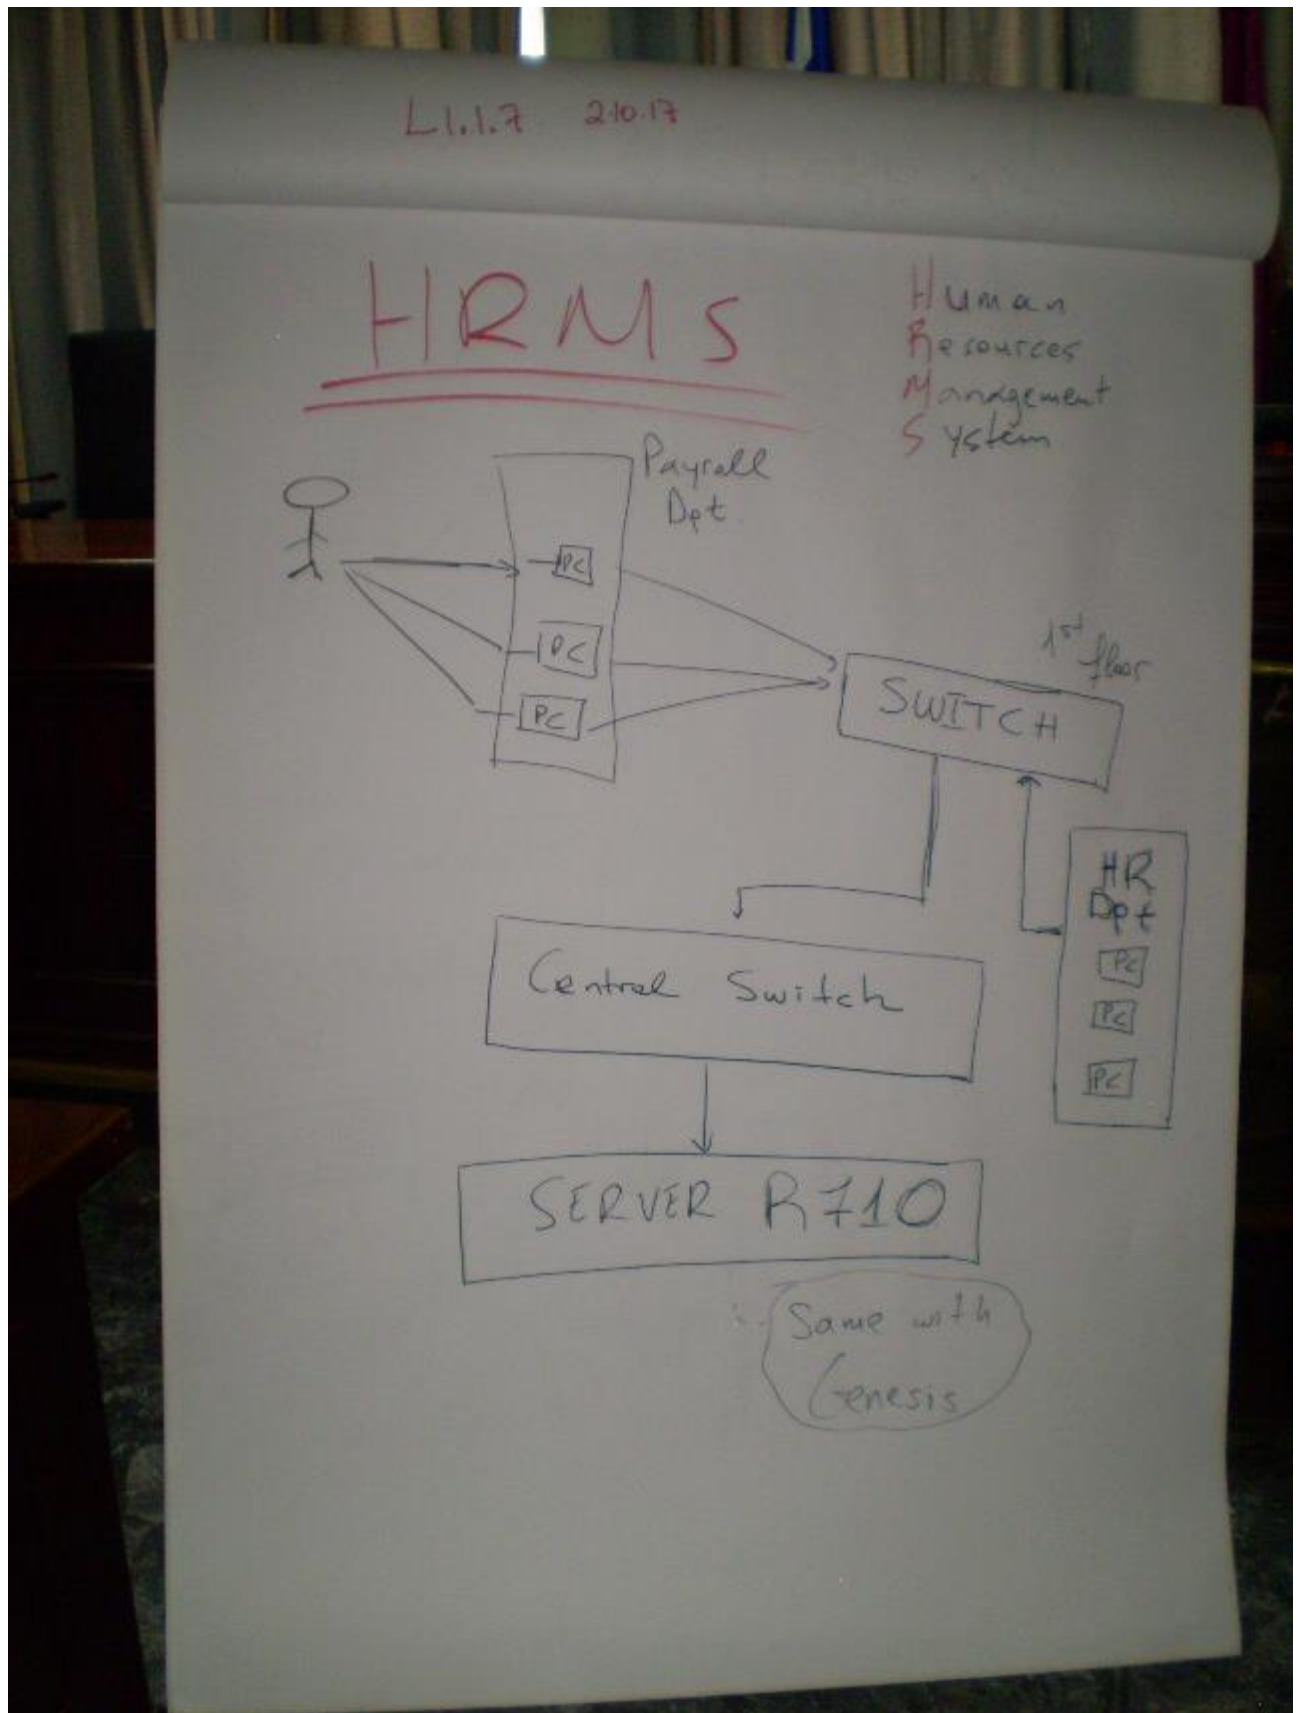 L1.1.7 2.10.17
HRMS
Human
Resources
Management
System
Payroll
Dpt.
PC
PC
PC
1st floor
SWITCH
HR
Dpt
PC
PC
PC
Central Switch
SERVER R710
Same with
Genesis